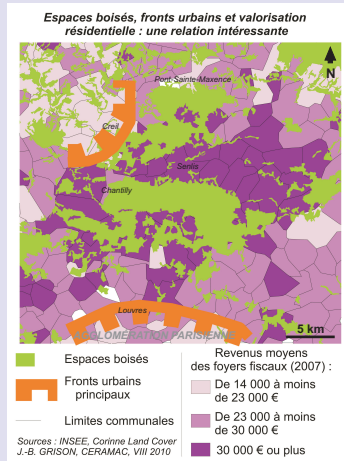 Espaces boisés, fronts urbains et valorisation
résidentielle : une relation intéressante
Pont-Sainte-Maxence
N
Creil
Senlis
Chantilly
Louvres
AGGLOMÉRATION PARISIENNE
5 km
Espaces boisés
Fronts urbains
principaux
Limites communales
Sources : INSEE, Corinne Land Cover
J.-B. GRISON, CERAMAC, VIII 2010
Revenus moyens
des foyers fiscaux (2007) :
De 14 000 à moins
de 23 000 €
De 23 000 à moins
de 30 000 €
30 000 € ou plus